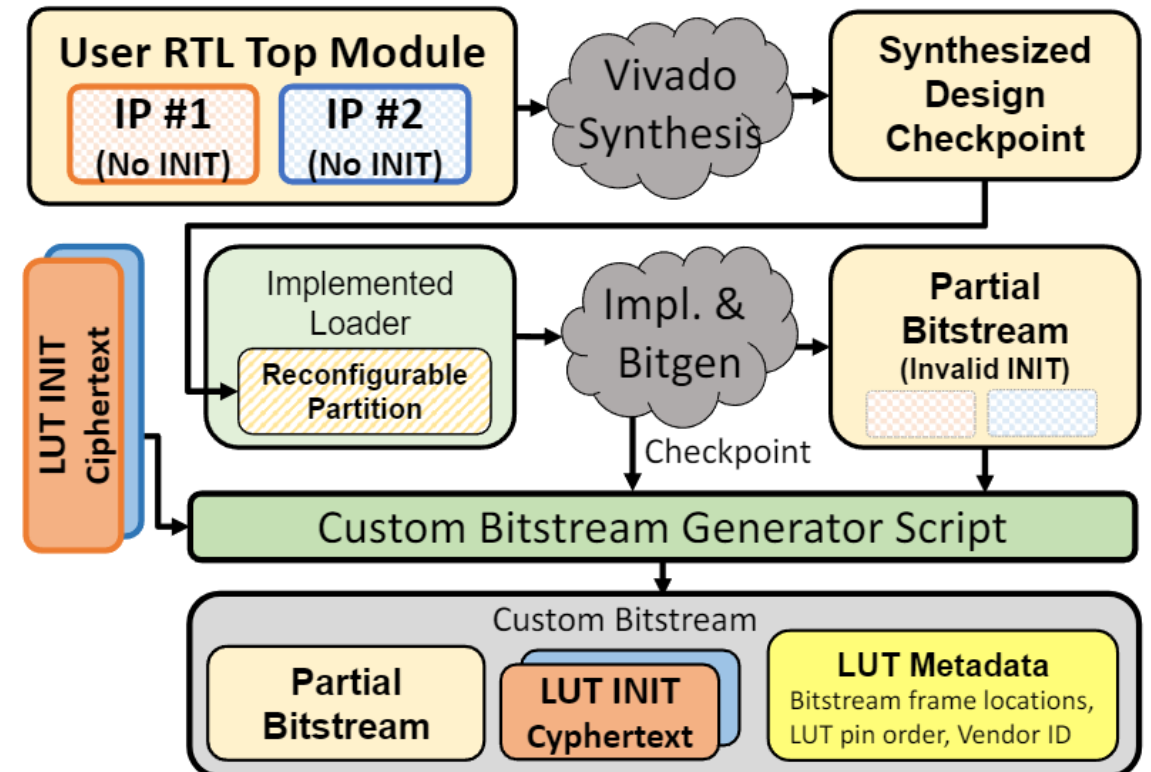 User RTL Top Module
IP #1
(No INIT)
IP #2
(No INIT)
Vivado
Synthesis
Synthesized
Design
Checkpoint
LUT INIT
Ciphertext
Implemented
Loader
Reconfigurable
Partition
Impl. &
Bitgen
Partial
Bitstream
(Invalid INIT)
Checkpoint
Custom Bitstream Generator Script
Custom Bitstream
Partial
Bitstream
LUT INIT
Cyphertext
LUT Metadata
Bitstream frame locations,
LUT pin order, Vendor ID